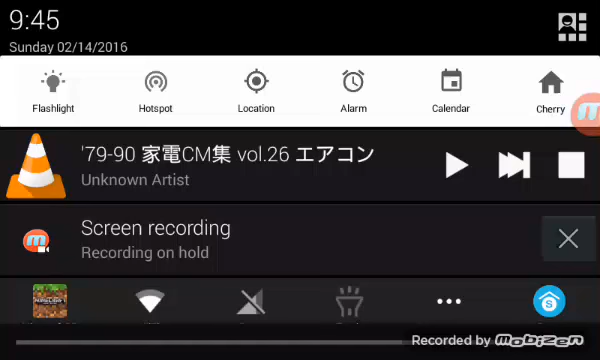 9:45
Sunday 02/14/2016
Flashlight
Hotspot
Location
Alarm
Calendar
Cherry
'79-90 家電CM集 vol.26 エアコン
Unknown Artist
Screen recording
Recording on hold
Recorded by MOBIZEN